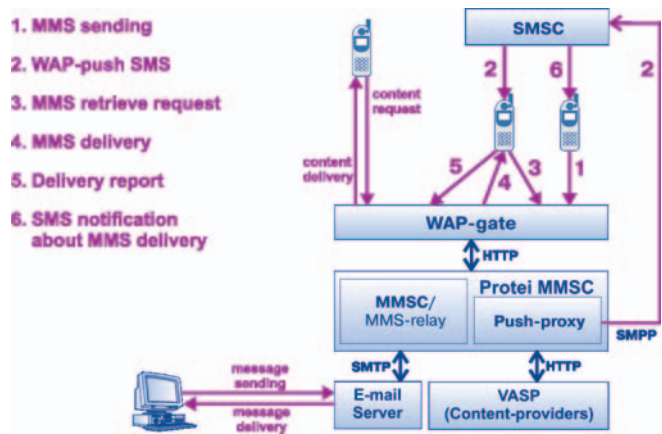 1. MMS sending
2. WAP-push SMS
3. MMS retrieve request
4. MMS delivery
5. Delivery report
6. SMS notification
about MMS delivery
SMSC
2
6
2
content
request
content
delivery
5
4
3
1
WAP-gate
HTTP
Protei MMSC
MMSC/
MMS-relay
Push-proxy
SMPP
SMTP
HTTP
message
sending
message
delivery
E-mail
Server
VASP
(Content-providers)